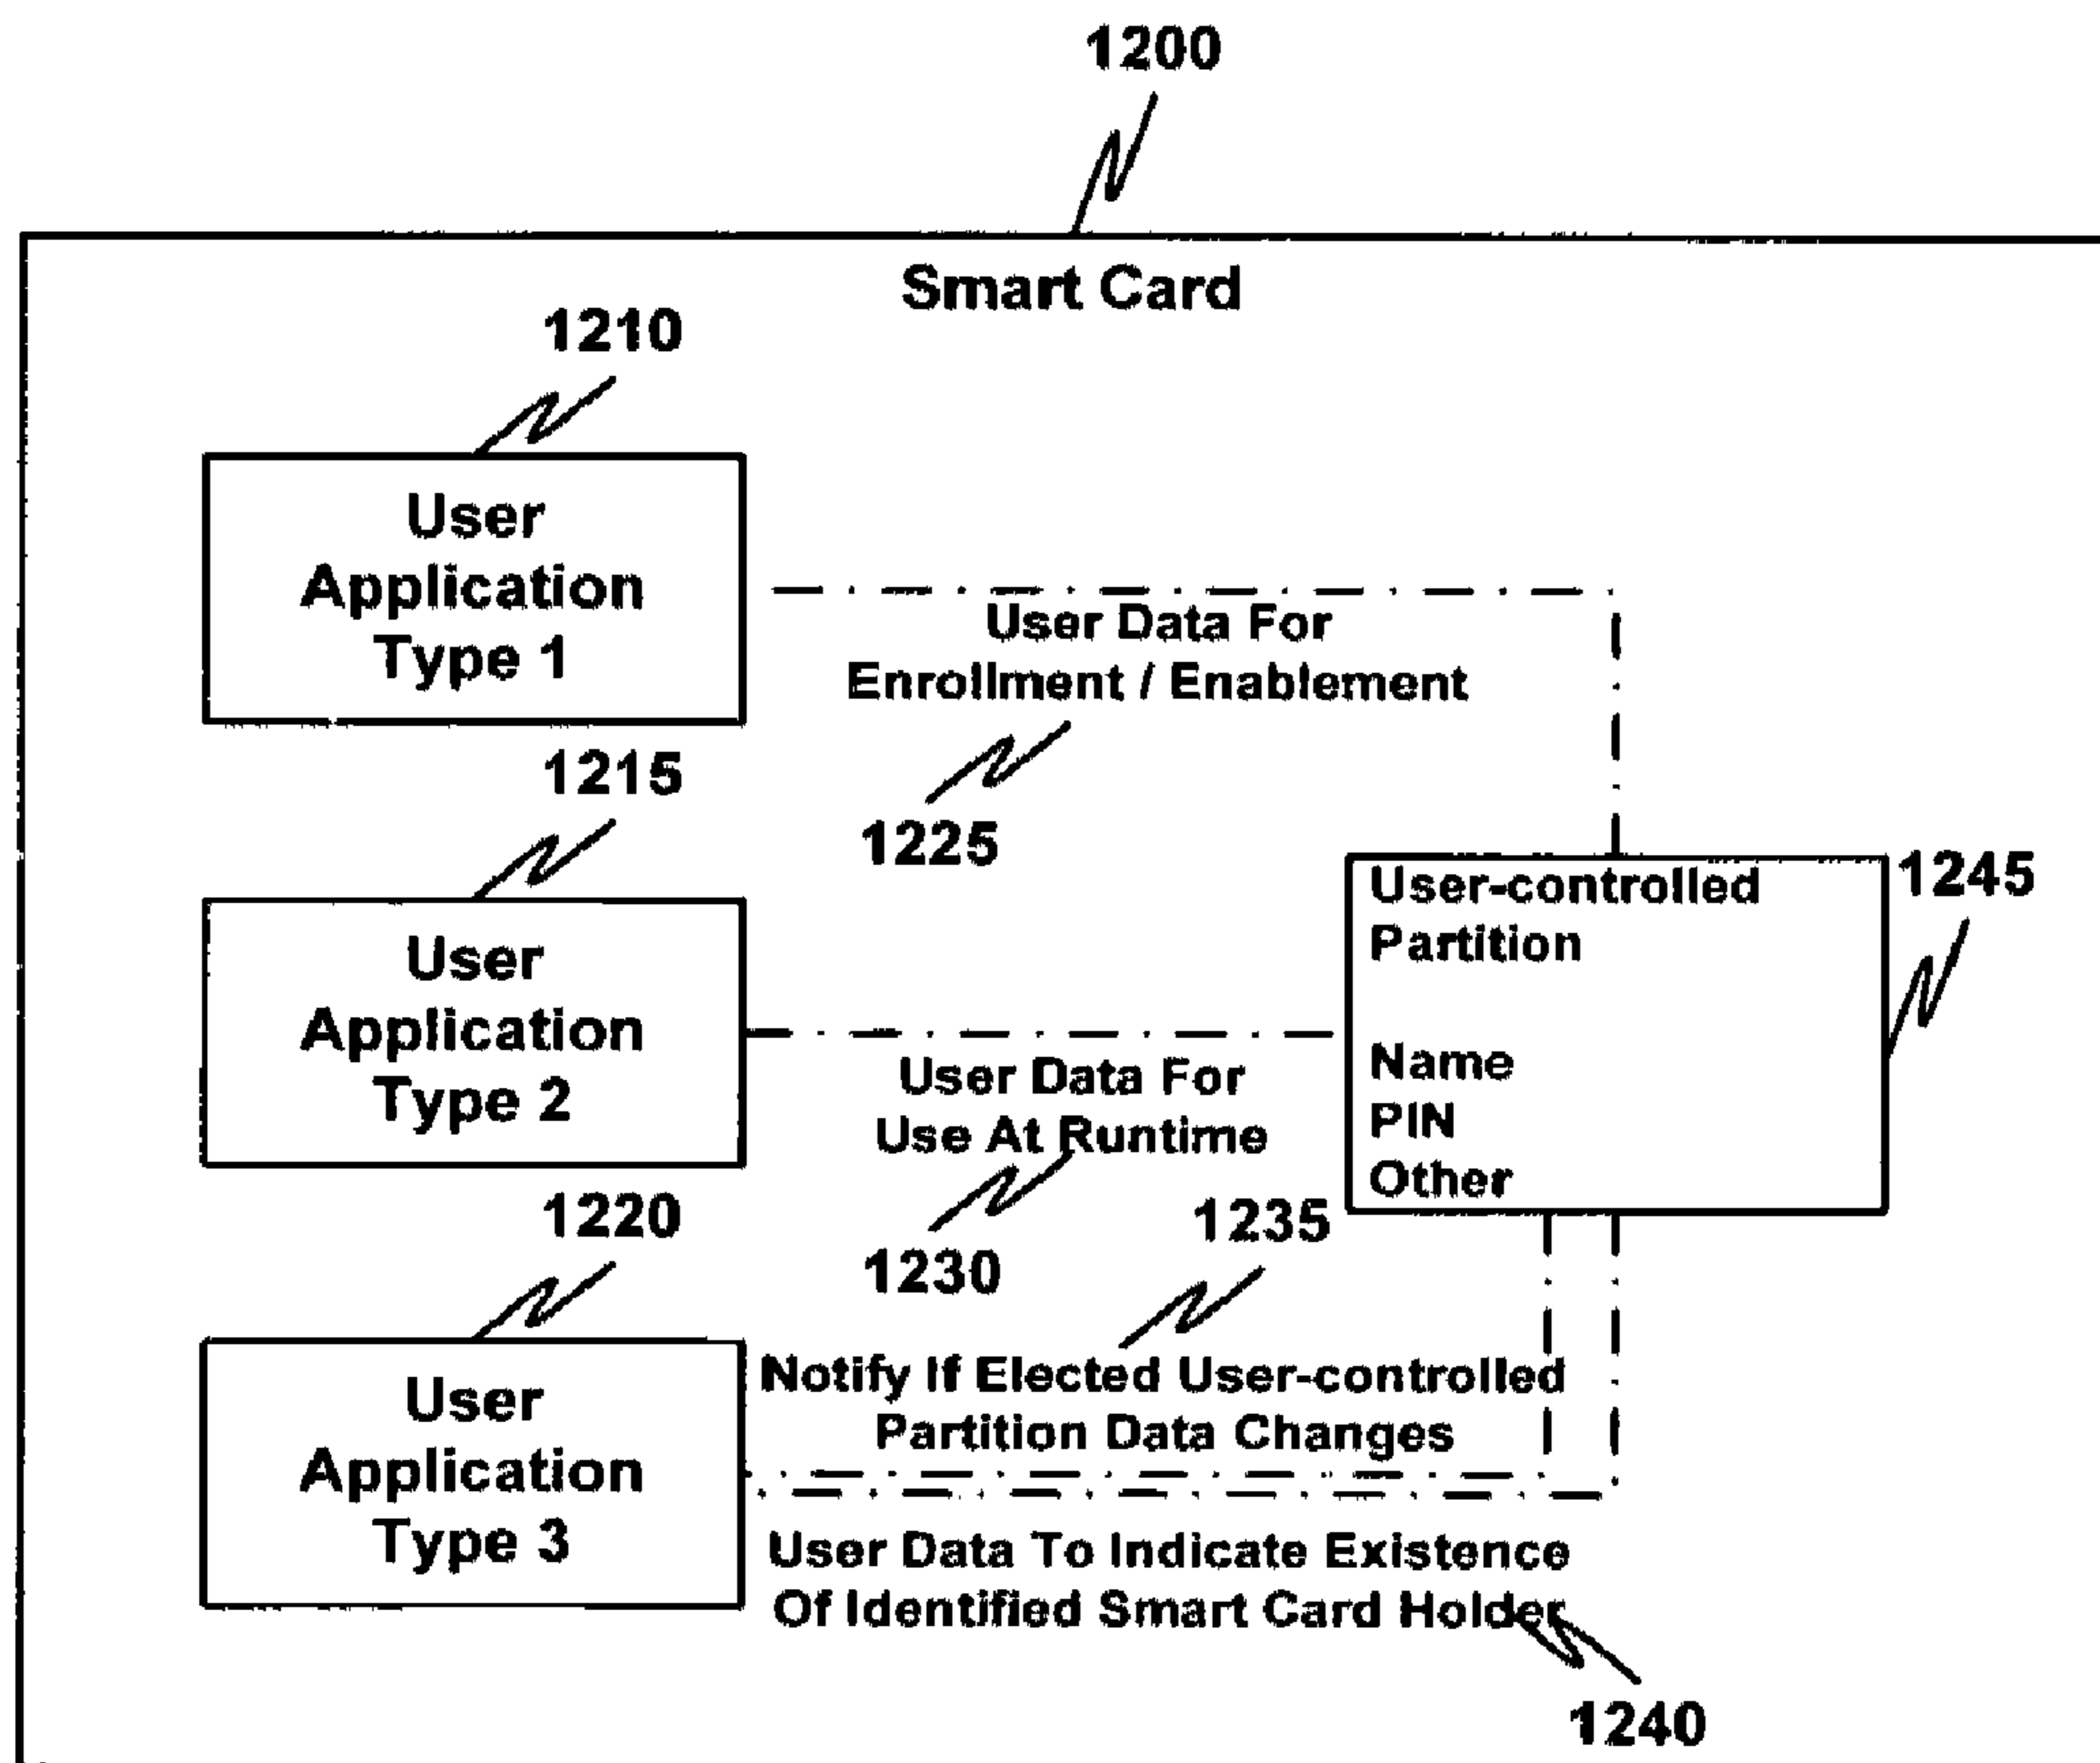 1200
Smart Card
1210
User
Application
Type 1
User Data For
Enrollment / Enablement
1225
1215
User
Application
Type 2
User Data For
Use At Runtime
1230
User-controlled
Partition
Name
PIN
Other
1245
1220
User
Application
Type 3
1235
Notify If Elected User-controlled
Partition Data Changes
User Data To Indicate Existence
Of Identified Smart Card Holder
1240